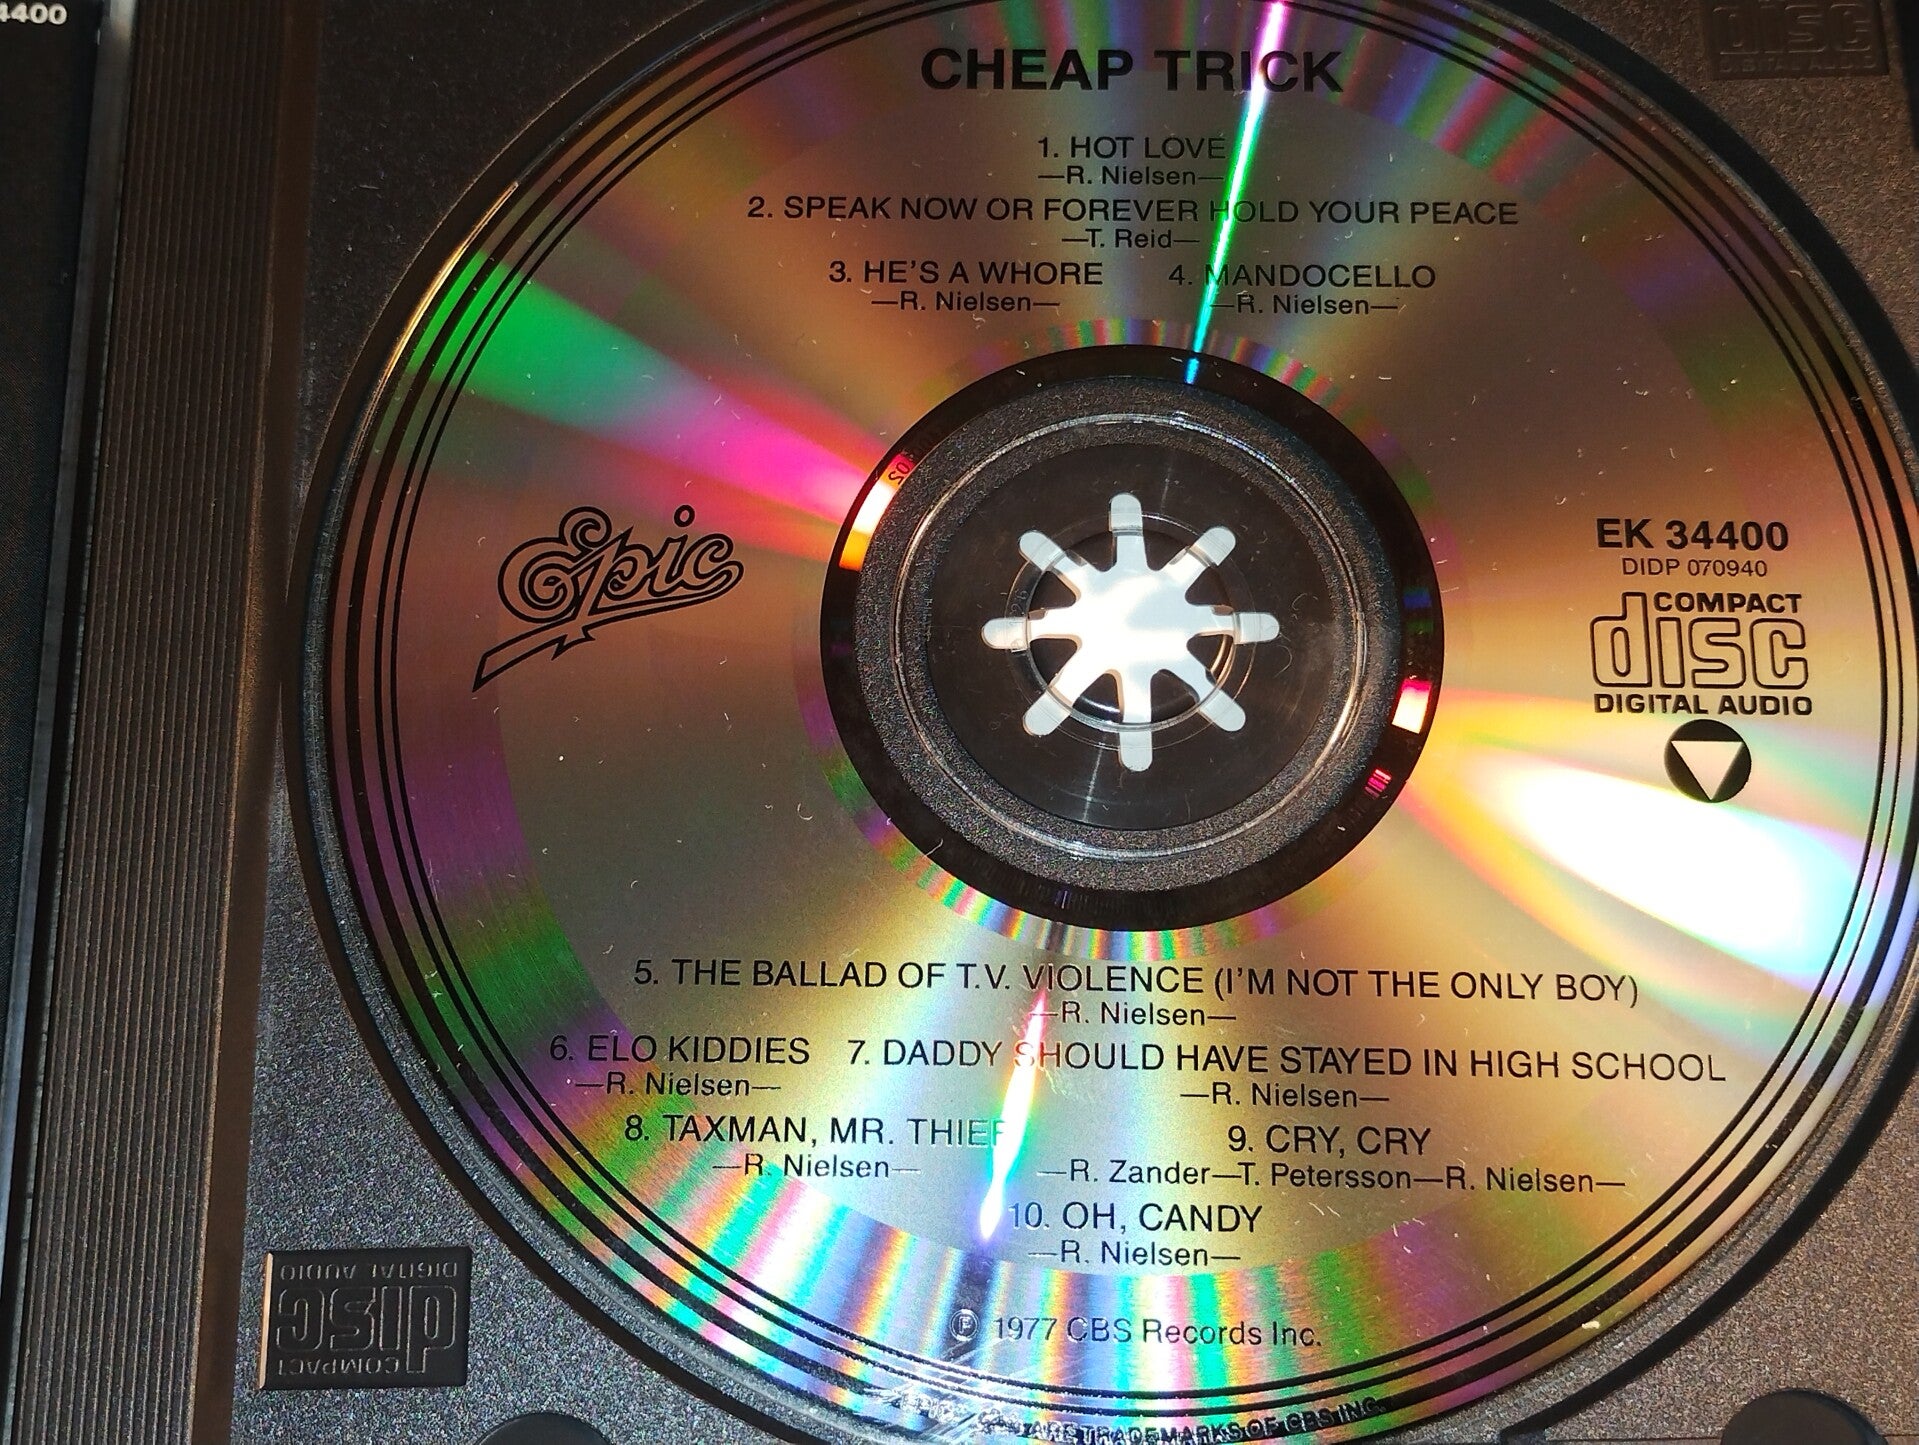 4400
CHEAP TRICK
1. HOT LOVE
—R. Nielsen—
2. SPEAK NOW OR FOREVER HOLD YOUR PEACE
—T. Reid—
3. HE'S A WHORE 4. MANDOCELLO
—R. Nielsen— —R. Nielsen—
Epic
EK 34400
DIDP 070940
COMPACT
disc
DIGITAL AUDIO
5. THE BALLAD OF T.V. VIOLENCE (I'M NOT THE ONLY BOY)
—R. Nielsen—
6. ELO KIDDIES 7. DADDY SHOULD HAVE STAYED IN HIGH SCHOOL
—R. Nielsen— —R. Nielsen—
8. TAXMAN, MR. THIEF 9. CRY, CRY
—R. Nielsen— —R. Zander—T. Petersson—R. Nielsen—
10. OH, CANDY
—R. Nielsen—
℗ 1977 CBS Records Inc.
ARE TRADEMARKS OF CBS INC.
disc
DIGITAL AUDIO
COMPACT
disc
DIGITAL AUDIO